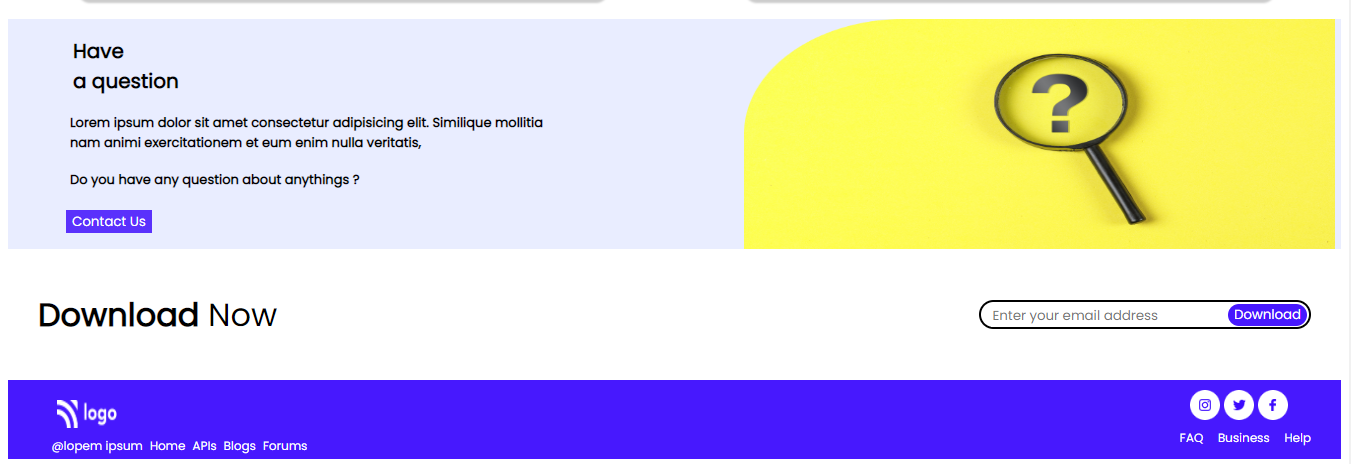 Have
a question
Lorem ipsum dolor sit amet consectetur adipisicing elit. Similique mollitia
nam animi exercitationem et eum enim nulla veritatis,
Do you have any question about anythings ?
Contact Us
?
Download Now
Enter your email address
Download
logo
@lopem ipsum Home APIs Blogs Forums
FAQ Business Help